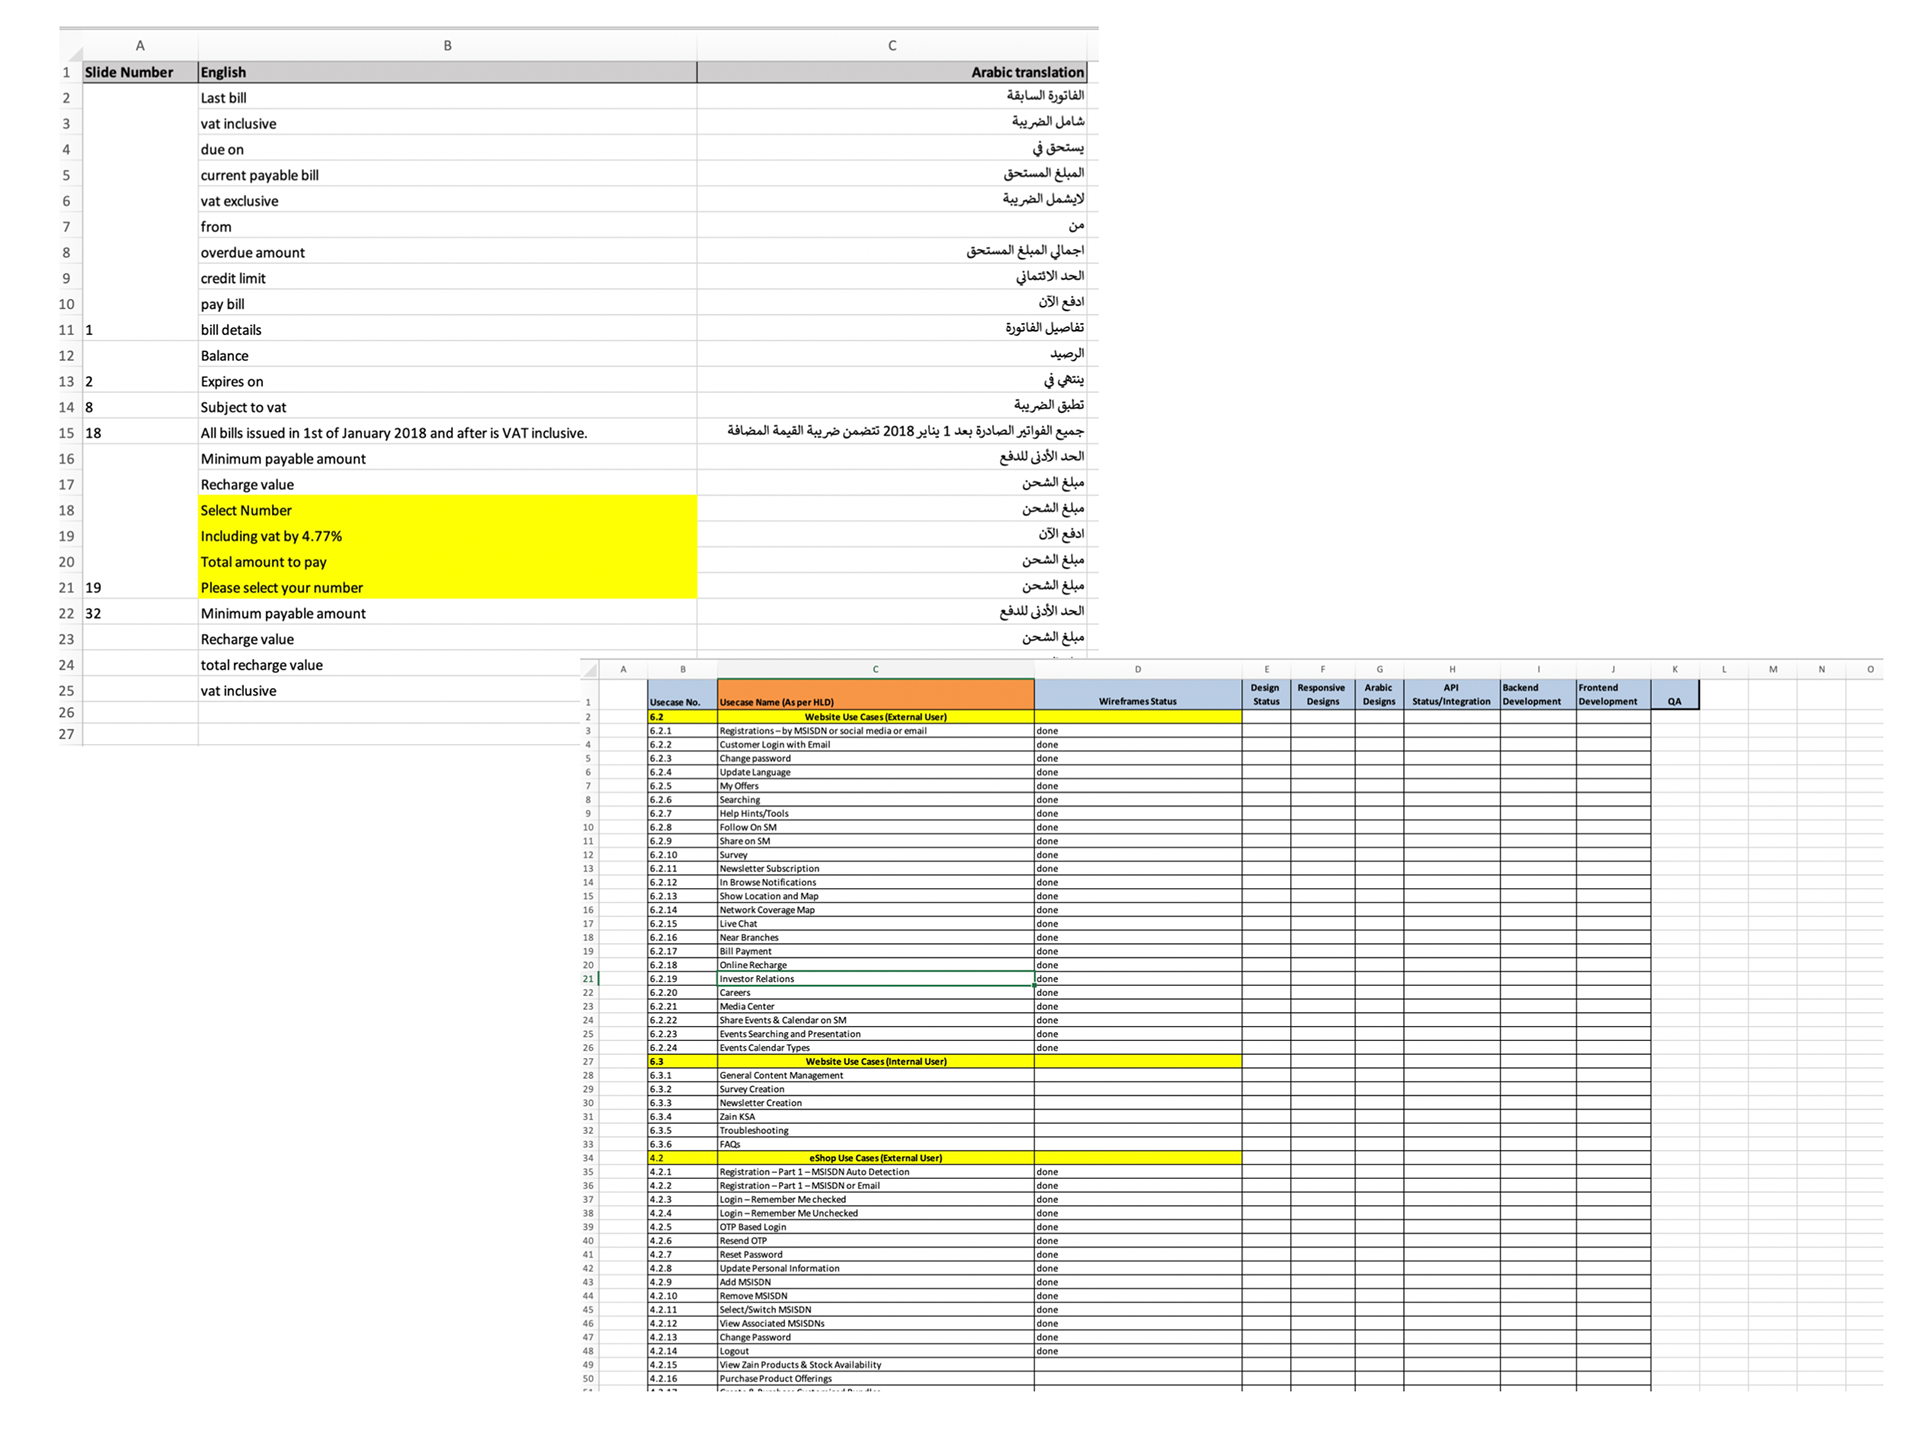 A B C
1 Slide Number English Arabic translation
2 Last bill الفاتورة السابقة
3 vat inclusive شامل الضريبة
4 due on يستحق في
5 current payable bill المبلغ المستحق
6 vat exclusive لايشمل الضريبة
7 from من
8 overdue amount اجمالي المبلغ المستحق
9 credit limit الحد الائتماني
10 pay bill ادفع الآن
11 1 bill details تفاصيل الفاتورة
12 Balance الرصيد
13 2 Expires on ينتهي في
14 8 Subject to vat تطبق الضريبة
15 18 All bills issued in 1st of January 2018 and after is VAT inclusive. جميع الفواتير الصادرة بعد 1 يناير 2018 تتضمن ضريبة القيمة المضافة
16 Minimum payable amount الحد الأدنى للدفع
17 Recharge value مبلغ الشحن
18 Select Number مبلغ الشحن
19 Including vat by 4.77% ادفع الآن
20 Total amount to pay مبلغ الشحن
21 19 Please select your number مبلغ الشحن
22 32 Minimum payable amount الحد الأدنى للدفع
23 Recharge value مبلغ الشحن
24 total recharge value
25 vat inclusive
26
27
A B C D E F G H I J K L M N O
1 Usecase No. Usecase Name (As per HLD) Wireframes Status Design Status Responsive Designs Arabic Designs API Status/Integration Backend Development Frontend Development QA
2 6.2 Website Use Cases (External User)
3 6.2.1 Registrations – by MSISDN or social media or email done
4 6.2.2 Customer Login with Email done
5 6.2.3 Change password done
6 6.2.4 Update Language done
7 6.2.5 My Offers done
8 6.2.6 Searching done
9 6.2.7 Help Hints/Tools done
10 6.2.8 Follow On SM done
11 6.2.9 Share on SM done
12 6.2.10 Survey done
13 6.2.11 Newsletter Subscription done
14 6.2.12 In Browse Notifications done
15 6.2.13 Show Location and Map done
16 6.2.14 Network Coverage Map done
17 6.2.15 Live Chat done
18 6.2.16 Near Branches done
19 6.2.17 Bill Payment done
20 6.2.18 Online Recharge done
21 6.2.19 Investor Relations done
22 6.2.20 Careers done
23 6.2.21 Media Center done
24 6.2.22 Share Events & Calendar on SM done
25 6.2.23 Events Searching and Presentation done
26 6.2.24 Events Calendar Types done
27 6.3 Website Use Cases (Internal User)
28 6.3.1 General Content Management
29 6.3.2 Survey Creation
30 6.3.3 Newsletter Creation
31 6.3.4 Zain KSA
32 6.3.5 Troubleshooting
33 6.3.6 FAQs
34 4.2 eShop Use Cases (External User)
35 4.2.1 Registration – Part 1 – MSISDN Auto Detection done
36 4.2.2 Registration – Part 1 – MSISDN or Email done
37 4.2.3 Login – Remember Me checked done
38 4.2.4 Login – Remember Me Unchecked done
39 4.2.5 OTP Based Login done
40 4.2.6 Resend OTP done
41 4.2.7 Reset Password done
42 4.2.8 Update Personal Information done
43 4.2.9 Add MSISDN done
44 4.2.10 Remove MSISDN done
45 4.2.11 Select/Switch MSISDN done
46 4.2.12 View Associated MSISDNs done
47 4.2.13 Change Password done
48 4.2.14 Logout done
49 4.2.15 View Zain Products & Stock Availability
50 4.2.16 Purchase Product Offerings